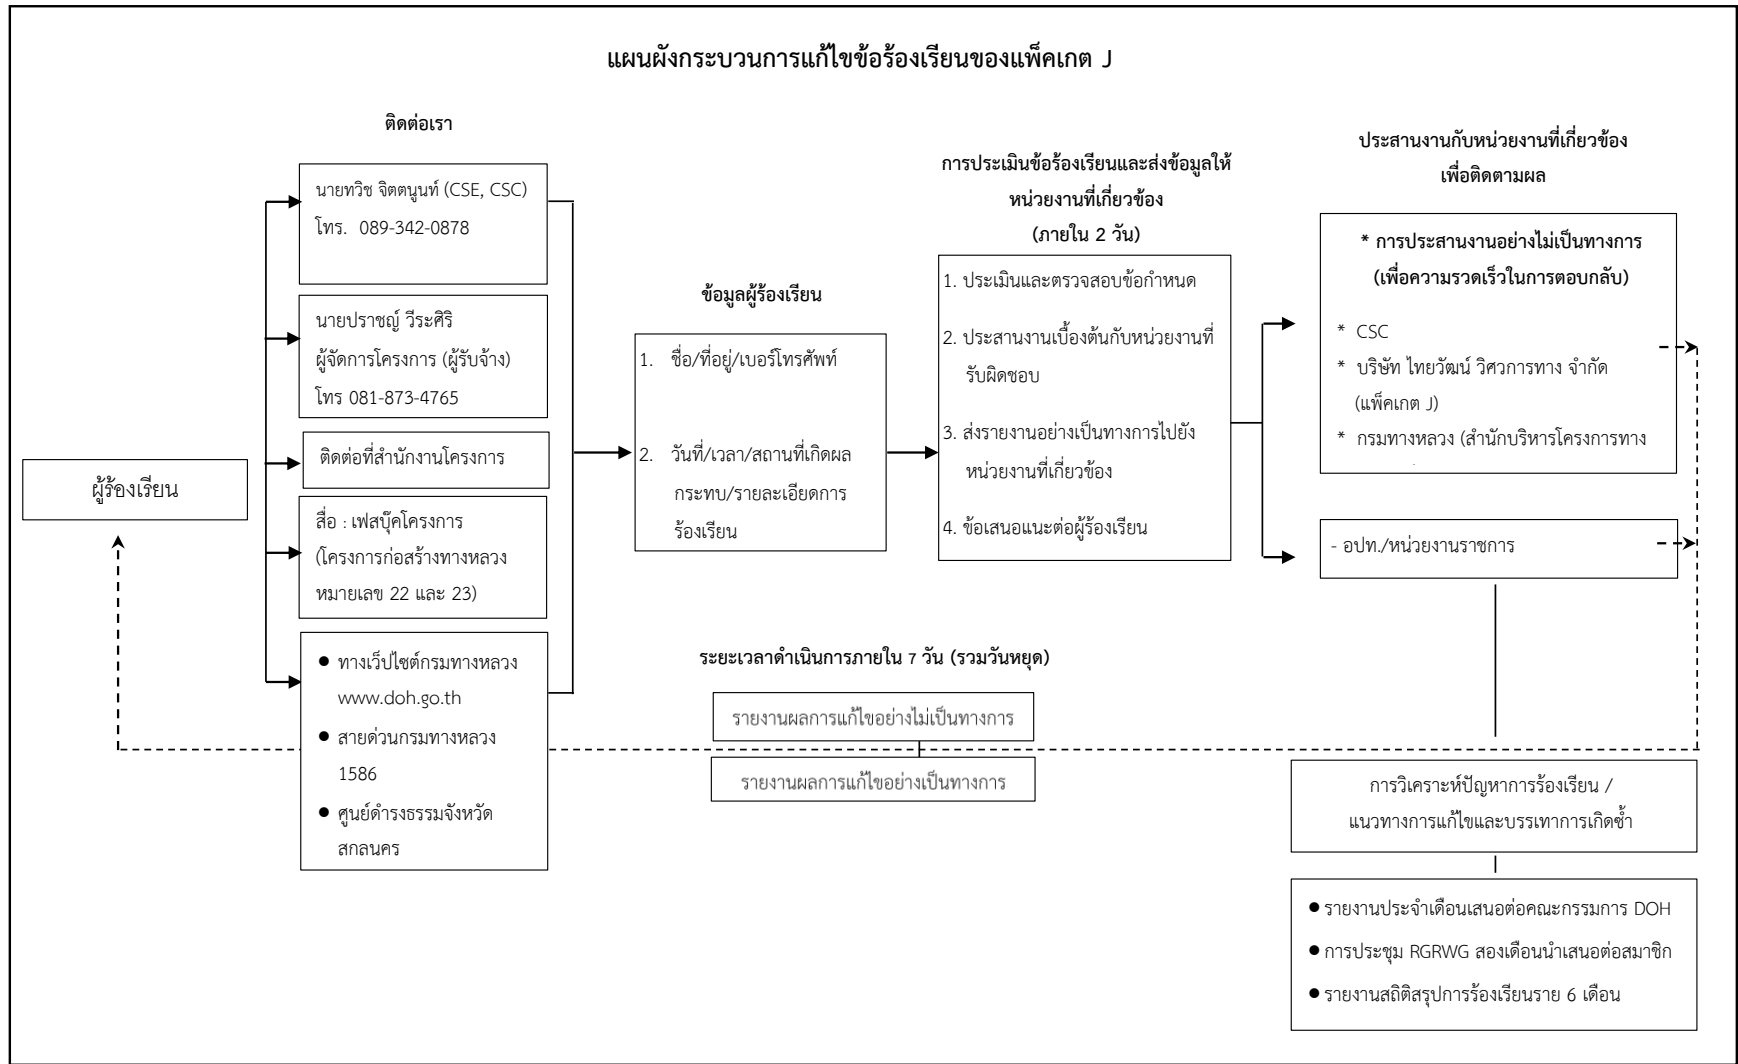 แผนผังกระบวนการแก้ไขข้อร้องเรียนของแพ็คเกต J
ผู้ร้องเรียน
ติดต่อเรา
นายทวิช จิตตนูนท์ (CSE, CSC)
โทร. 089-342-0878
นายปราชญ์ วีระศิริ
ผู้จัดการโครงการ (ผู้รับจ้าง)
โทร 081-873-4765
ติดต่อที่สำนักงานโครงการ
สื่อ : เฟสบุ๊คโครงการ
(โครงการก่อสร้างทางหลวง
หมายเลข 22 และ 23)
● ทางเว็ปไซต์กรมทางหลวง
www.doh.go.th
● สายด่วนกรมทางหลวง
1586
● ศูนย์ดำรงธรรมจังหวัด
สกลนคร
ข้อมูลผู้ร้องเรียน
1. ชื่อ/ที่อยู่/เบอร์โทรศัพท์
2. วันที่/เวลา/สถานที่เกิดผล
กระทบ/รายละเอียดการ
ร้องเรียน
การประเมินข้อร้องเรียนและส่งข้อมูลให้
หน่วยงานที่เกี่ยวข้อง
(ภายใน 2 วัน)
1. ประเมินและตรวจสอบข้อกำหนด
2. ประสานงานเบื้องต้นกับหน่วยงานที่
รับผิดชอบ
3. ส่งรายงานอย่างเป็นทางการไปยัง
หน่วยงานที่เกี่ยวข้อง
4. ข้อเสนอแนะต่อผู้ร้องเรียน
ประสานงานกับหน่วยงานที่เกี่ยวข้อง
เพื่อติดตามผล
* การประสานงานอย่างไม่เป็นทางการ
(เพื่อความรวดเร็วในการตอบกลับ)
* CSC
* บริษัท ไทยวัฒน์ วิศวการทาง จำกัด
(แพ็คเกต J)
* กรมทางหลวง (สำนักบริหารโครงการทาง
- อปท./หน่วยงานราชการ
ระยะเวลาดำเนินการภายใน 7 วัน (รวมวันหยุด)
รายงานผลการแก้ไขอย่างไม่เป็นทางการ
รายงานผลการแก้ไขอย่างเป็นทางการ
การวิเคราะห์ปัญหาการร้องเรียน /
แนวทางการแก้ไขและบรรเทาการเกิดซ้ำ
● รายงานประจำเดือนเสนอต่อคณะกรรมการ DOH
● การประชุม RGRWG สองเดือนนำเสนอต่อสมาชิก
● รายงานสถิติสรุปการร้องเรียนราย 6 เดือน